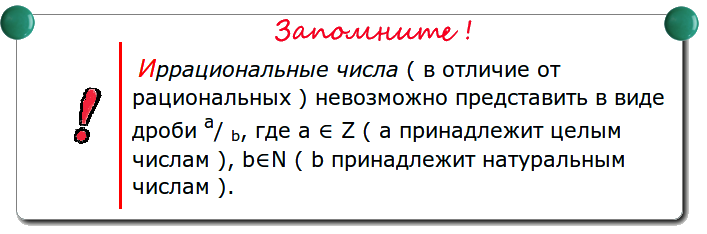 Запомните !
Иррациональные числа ( в отличие от
рациональных ) невозможно представить в виде
дроби a/ b, где a ∈ Z ( a принадлежит целым
числам ), b∈N ( b принадлежит натуральным
числам ).